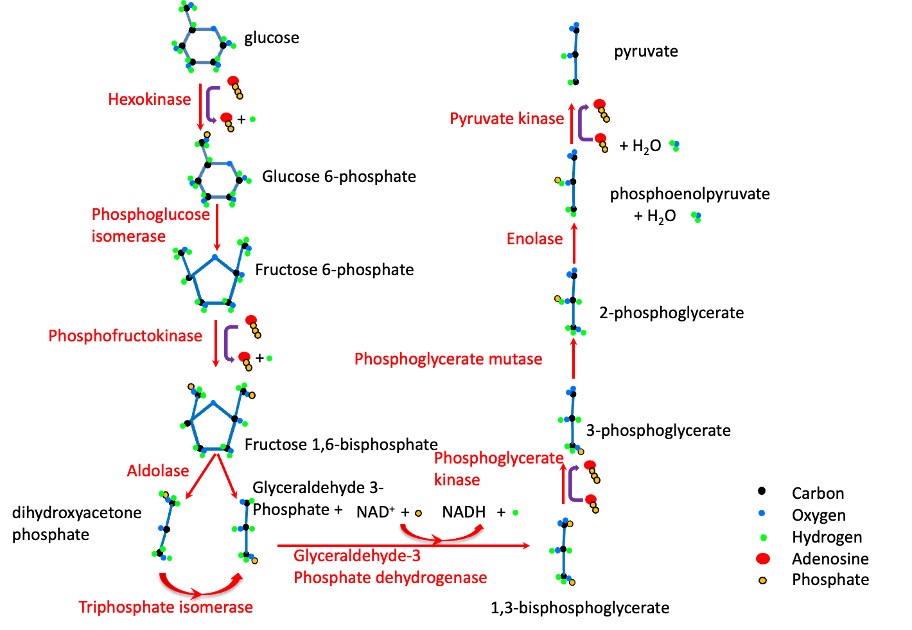 glucose
Hexokinase
+
Glucose 6-phosphate
Phosphoglucose
isomerase
Fructose 6-phosphate
Phosphofructokinase
+
Fructose 1,6-bisphosphate
Aldolase
dihydroxyacetone
phosphate
Glyceraldehyde 3-
Phosphate + NAD⁺ + NADH +
Glyceraldehyde-3
Phosphate dehydrogenase
Triphosphate isomerase
pyruvate
Pyruvate kinase
+ H₂O
phosphoenolpyruvate
+ H₂O
Enolase
2-phosphoglycerate
Phosphoglycerate mutase
3-phosphoglycerate
Phosphoglycerate
kinase
1,3-bisphosphoglycerate
Carbon
Oxygen
Hydrogen
Adenosine
Phosphate